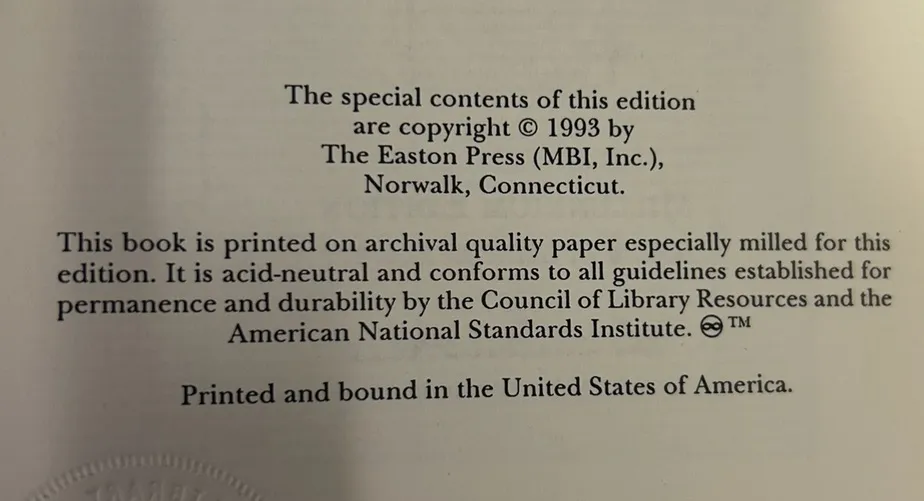 The special contents of this edition
are copyright © 1993 by
The Easton Press (MBI, Inc.),
Norwalk, Connecticut.
This book is printed on archival quality paper especially milled for this
edition. It is acid-neutral and conforms to all guidelines established for
permanence and durability by the Council of Library Resources and the
American National Standards Institute. ♾ ™
Printed and bound in the United States of America.